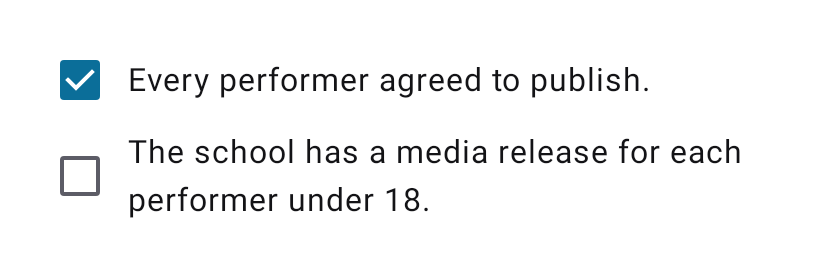 Every performer agreed to publish.
The school has a media release for each
performer under 18.